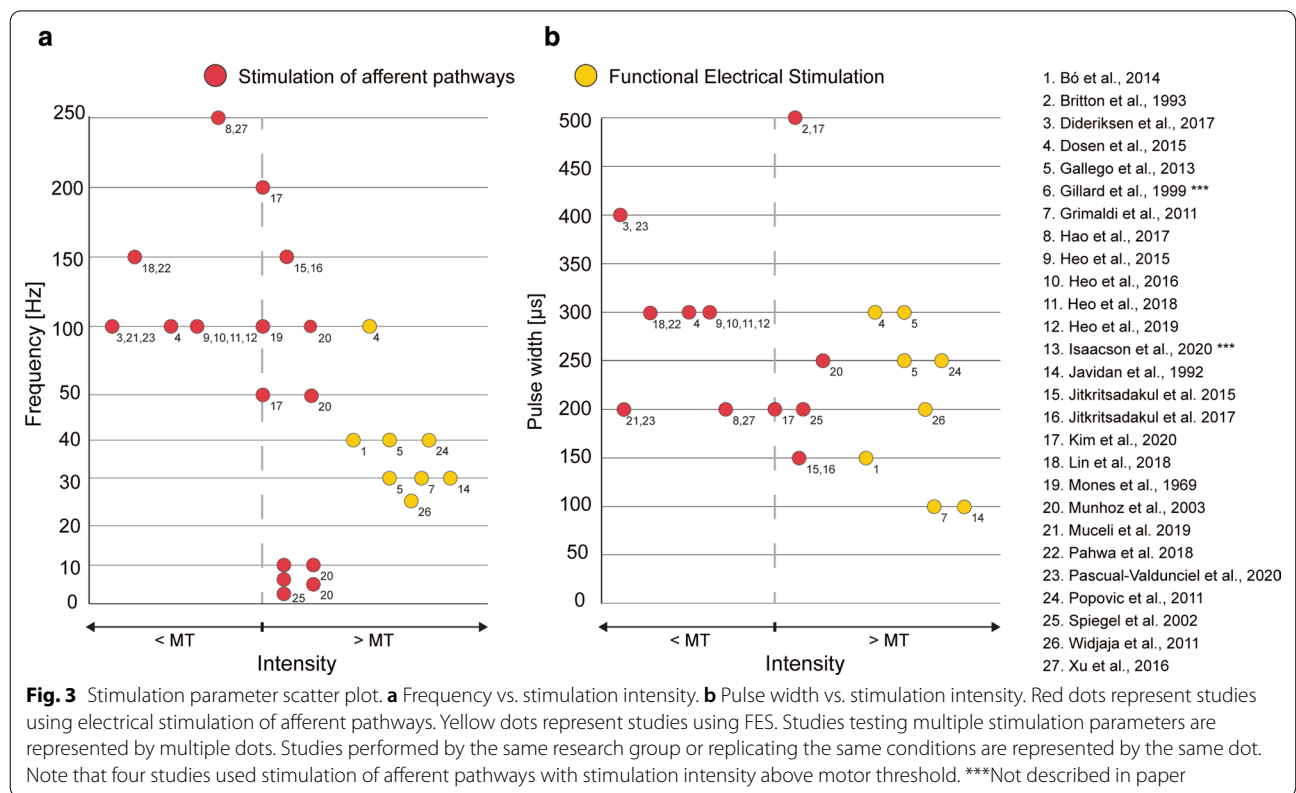 a
b
Stimulation of afferent pathways
Functional Electrical Stimulation
Frequency [Hz]
250
200
150
100
50
40
30
20
10
0
8,27
17
18,22
15,16
3,21,23
4
9,10,11,12
19
20
4
17
20
1
5
24
5
7
14
26
20
25
20
< MT
> MT
Intensity
Pulse width [µs]
500
450
400
350
300
250
200
150
100
50
0
2,17
3, 23
18,22
4
9,10,11,12
4
5
20
5
24
21,23
8,27
17
25
26
15,16
1
7
14
< MT
> MT
Intensity
1. Bó et al., 2014
2. Britton et al., 1993
3. Dideriksen et al., 2017
4. Dosen et al., 2015
5. Gallego et al., 2013
6. Gillard et al., 1999 ***
7. Grimaldi et al., 2011
8. Hao et al., 2017
9. Heo et al., 2015
10. Heo et al., 2016
11. Heo et al., 2018
12. Heo et al., 2019
13. Isaacson et al., 2020 ***
14. Javidan et al., 1992
15. Jitkritsadakul et al. 2015
16. Jitkritsadakul et al. 2017
17. Kim et al., 2020
18. Lin et al., 2018
19. Mones et al., 1969
20. Munhoz et al., 2003
21. Muceli et al. 2019
22. Pahwa et al. 2018
23. Pascual-Valdunciel et al., 2020
24. Popovic et al., 2011
25. Spiegel et al. 2002
26. Widjaja et al., 2011
27. Xu et al., 2016
Fig. 3 Stimulation parameter scatter plot. a Frequency vs. stimulation intensity. b Pulse width vs. stimulation intensity. Red dots represent studies
using electrical stimulation of afferent pathways. Yellow dots represent studies using FES. Studies testing multiple stimulation parameters are
represented by multiple dots. Studies performed by the same research group or replicating the same conditions are represented by the same dot.
Note that four studies used stimulation of afferent pathways with stimulation intensity above motor threshold. ***Not described in paper